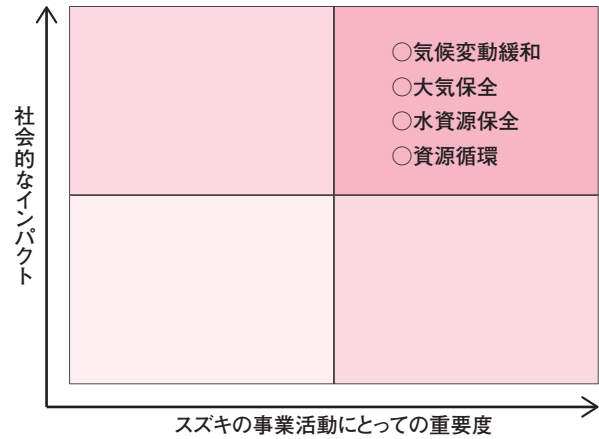 ○気候変動緩和
○大気保全
○水資源保全
○資源循環
社会的なインパクト
スズキの事業活動にとっての重要度